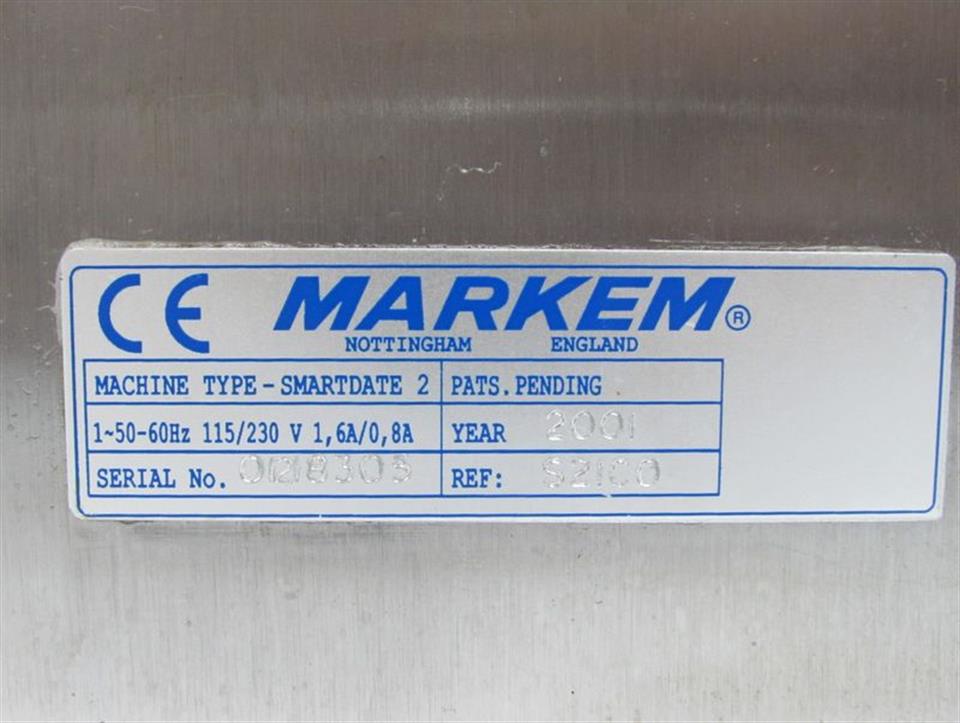 CE MARKEM®
NOTTINGHAM ENGLAND
MACHINE TYPE - SMARTDATE 2 PATS. PENDING
1~50-60Hz 115/230 V 1,6A/0,8A YEAR 2001
SERIAL No. 0128303 REF: S21C0